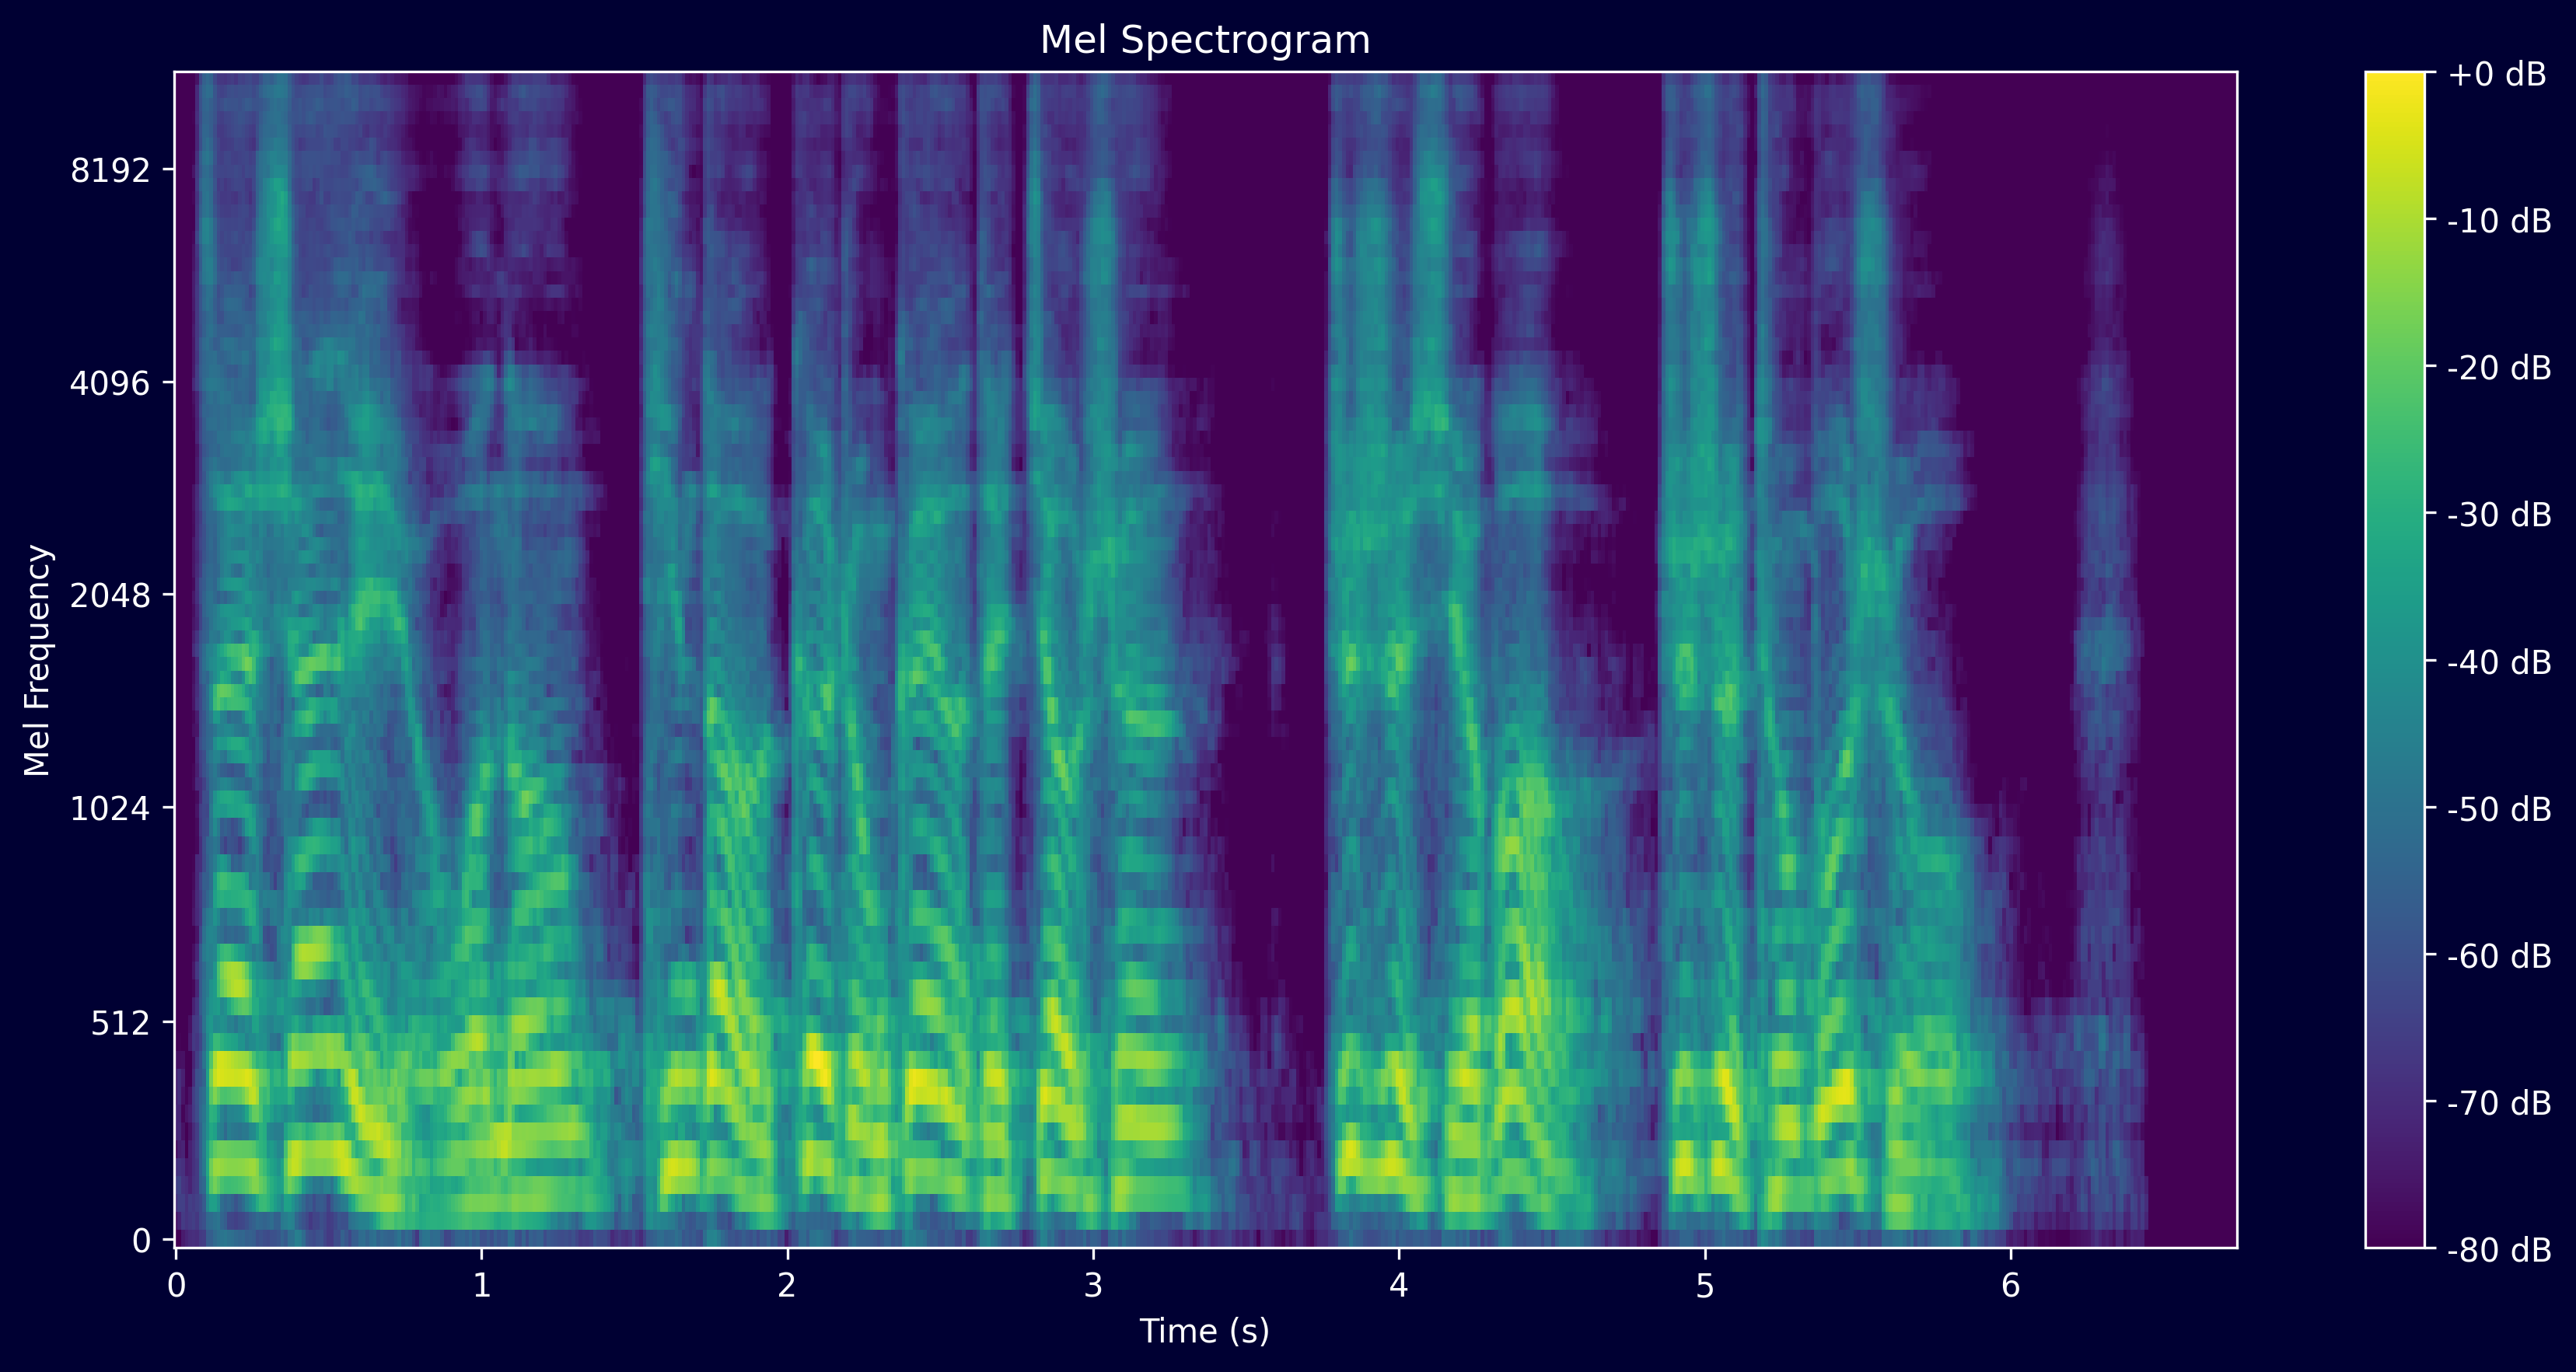 Mel Spectrogram
+0 dB
8192
-10 dB
-20 dB
4096
-30 dB
Mel Frequency
2048
-40 dB
1024
-50 dB
512
-60 dB
-70 dB
0
-80 dB
0 1 2 3 4 5 6
Time (s)